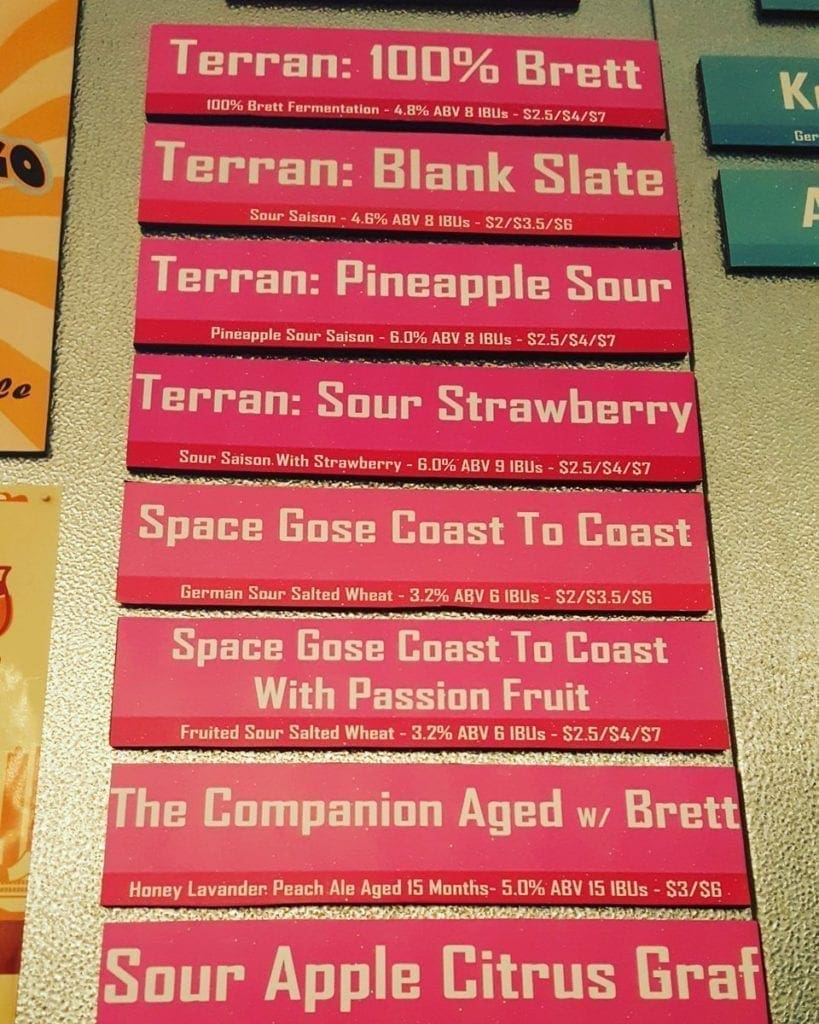 Terran: 100% Brett
100% Brett Fermentation - 4.8% ABV 8 IBUs - $2.5/$4/$7
Terran: Blank Slate
Sour Saison - 4.6% ABV 8 IBUs - $2/$3.5/$6
Terran: Pineapple Sour
Pineapple Sour Saison - 6.0% ABV 8 IBUs - $2.5/$4/$7
Terran: Sour Strawberry
Sour Saison With Strawberry - 6.0% ABV 9 IBUs - $2.5/$4/$7
Space Gose Coast To Coast
German Sour Salted Wheat - 3.2% ABV 6 IBUs - $2/$3.5/$6
Space Gose Coast To Coast
With Passion Fruit
Fruited Sour Salted Wheat - 3.2% ABV 6 IBUs - $2.5/$4/$7
The Companion Aged w/ Brett
Honey Lavander Peach Ale Aged 15 Months- 5.0% ABV 15 IBUs - $3/$6
Sour Apple Citrus Graf